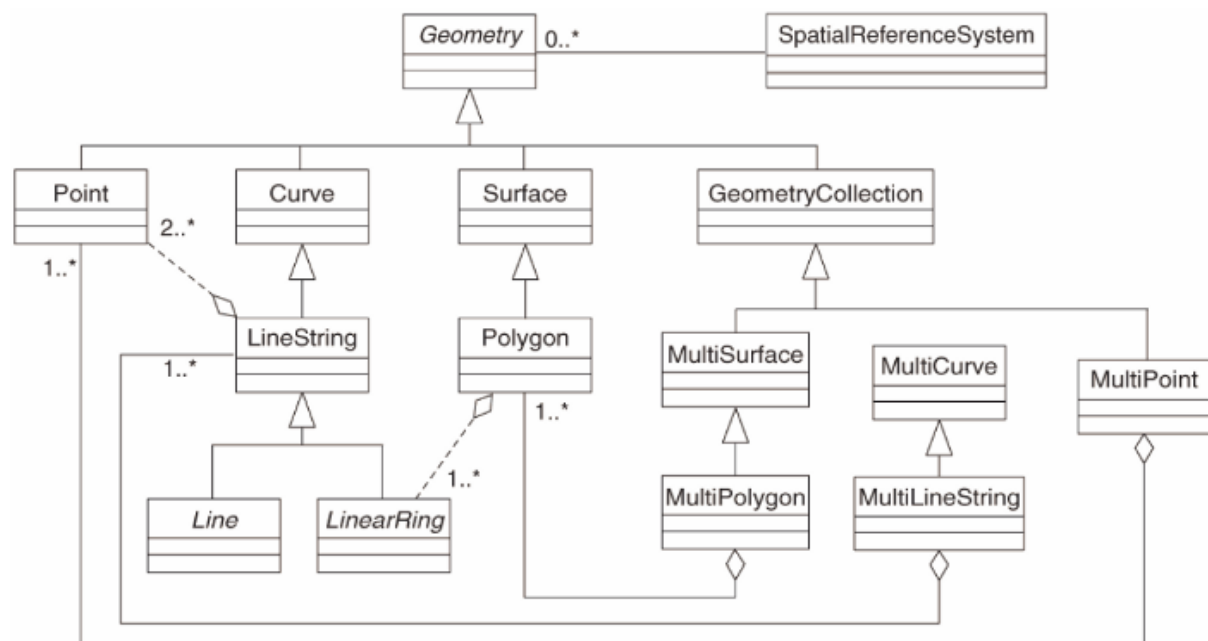 Geometry
0..*
SpatialReferenceSystem
Point
Curve
Surface
GeometryCollection
2..*
1..*
LineString
Polygon
MultiSurface
MultiCurve
MultiPoint
1..*
1..*
1..*
Line
LinearRing
MultiPolygon
MultiLineString